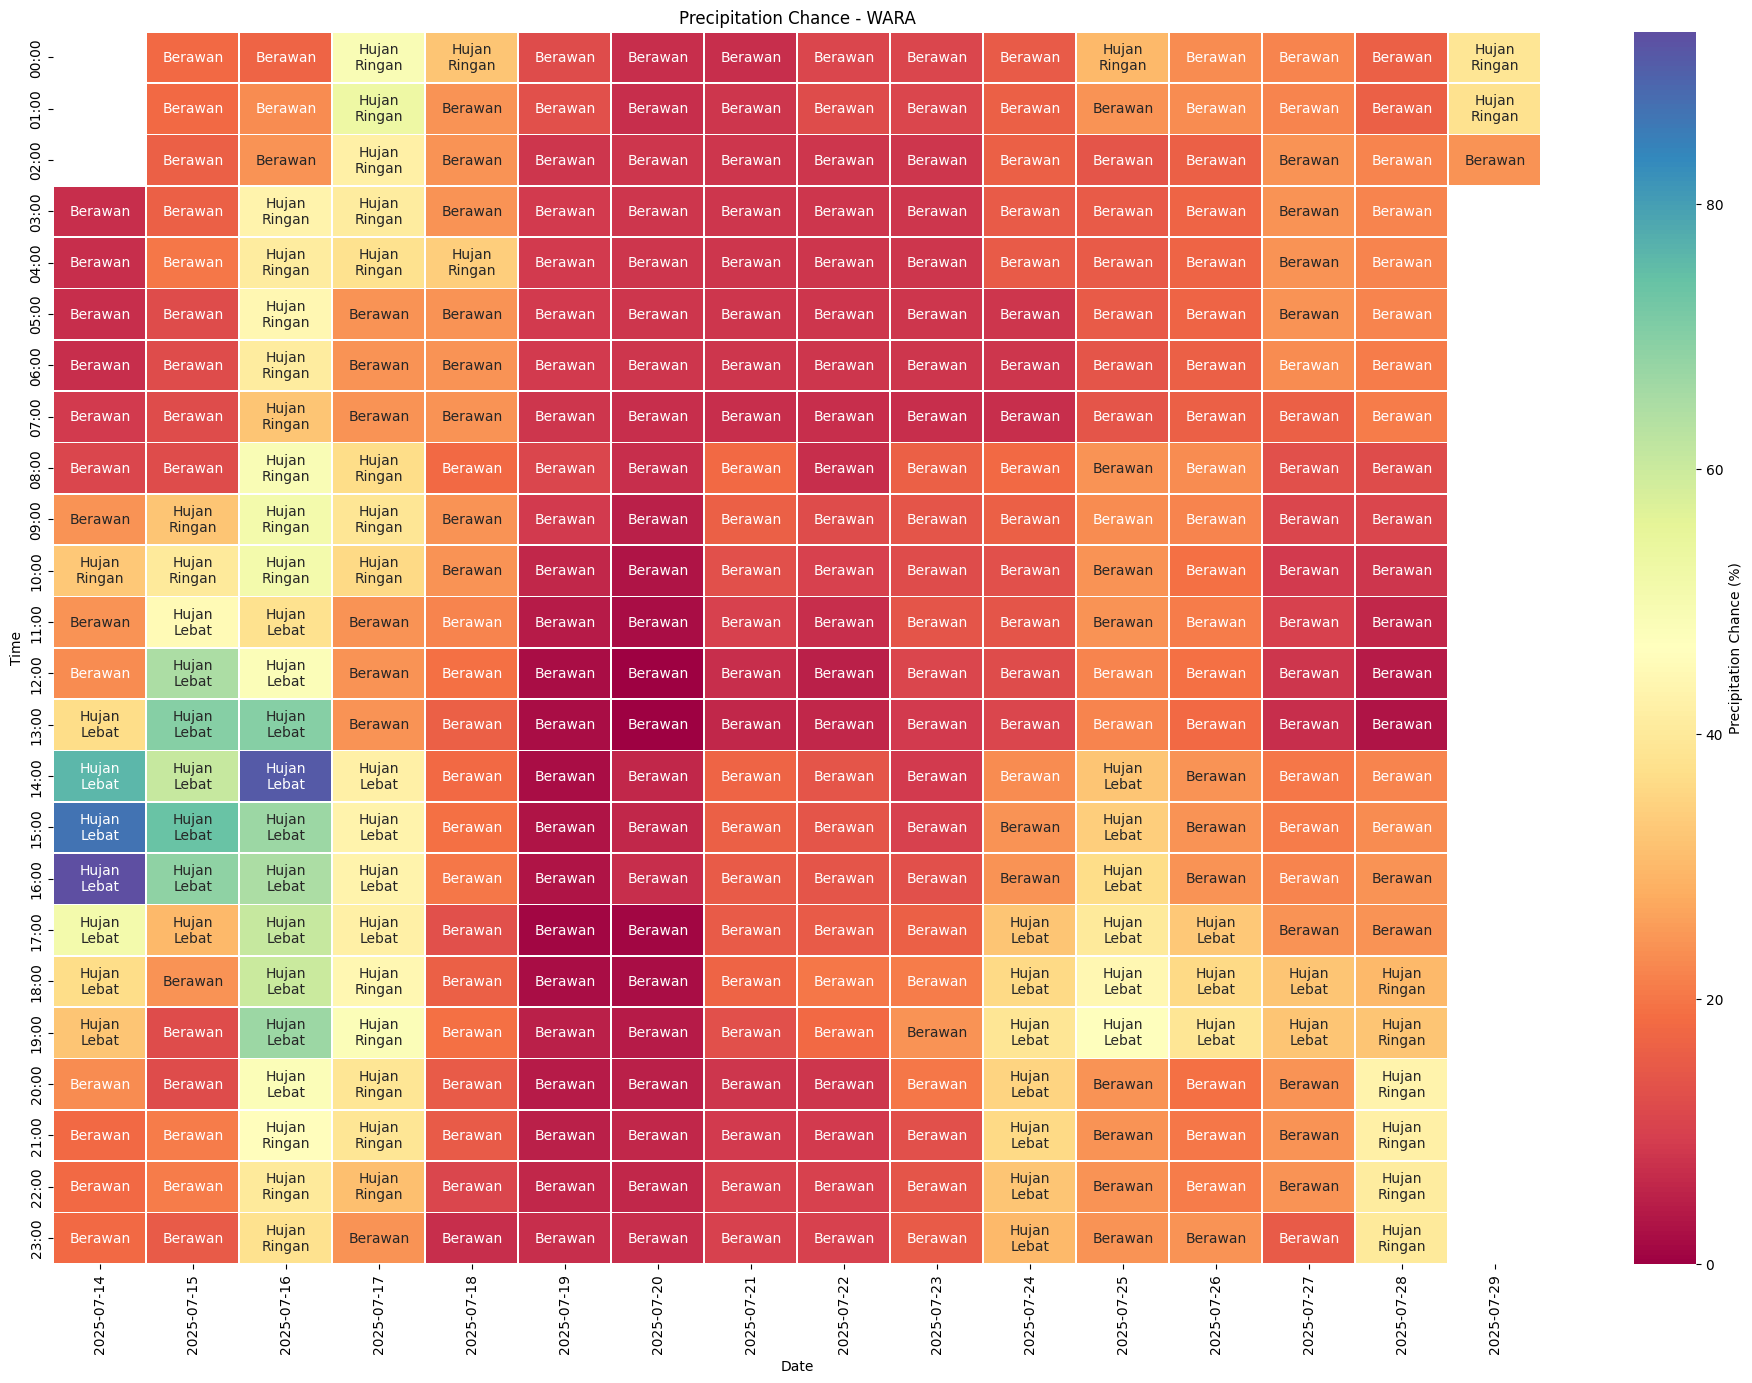 Precipitation Chance - WARA
00:00 Berawan Berawan Hujan Ringan Hujan Ringan Berawan Berawan Berawan Berawan Berawan Berawan Hujan Ringan Berawan Berawan Berawan Hujan Ringan
01:00 Berawan Berawan Hujan Ringan Berawan Berawan Berawan Berawan Berawan Berawan Berawan Berawan Berawan Berawan Berawan Hujan Ringan
02:00 Berawan Berawan Hujan Ringan Berawan Berawan Berawan Berawan Berawan Berawan Berawan Berawan Berawan Berawan Berawan Berawan
03:00 Berawan Berawan Hujan Ringan Hujan Ringan Berawan Berawan Berawan Berawan Berawan Berawan Berawan Berawan Berawan Berawan Berawan
04:00 Berawan Berawan Hujan Ringan Hujan Ringan Hujan Ringan Berawan Berawan Berawan Berawan Berawan Berawan Berawan Berawan Berawan Berawan
05:00 Berawan Berawan Hujan Ringan Berawan Berawan Berawan Berawan Berawan Berawan Berawan Berawan Berawan Berawan Berawan Berawan
06:00 Berawan Berawan Hujan Ringan Berawan Berawan Berawan Berawan Berawan Berawan Berawan Berawan Berawan Berawan Berawan Berawan
07:00 Berawan Berawan Hujan Ringan Berawan Berawan Berawan Berawan Berawan Berawan Berawan Berawan Berawan Berawan Berawan Berawan
08:00 Berawan Berawan Hujan Ringan Hujan Ringan Berawan Berawan Berawan Berawan Berawan Berawan Berawan Berawan Berawan Berawan Berawan
09:00 Berawan Hujan Ringan Hujan Ringan Hujan Ringan Berawan Berawan Berawan Berawan Berawan Berawan Berawan Berawan Berawan Berawan Berawan
10:00 Hujan Ringan Hujan Ringan Hujan Ringan Hujan Ringan Berawan Berawan Berawan Berawan Berawan Berawan Berawan Berawan Berawan Berawan Berawan
11:00 Berawan Hujan Lebat Hujan Lebat Berawan Berawan Berawan Berawan Berawan Berawan Berawan Berawan Berawan Berawan Berawan Berawan
12:00 Berawan Hujan Lebat Hujan Lebat Berawan Berawan Berawan Berawan Berawan Berawan Berawan Berawan Berawan Berawan Berawan Berawan
13:00 Hujan Lebat Hujan Lebat Hujan Lebat Berawan Berawan Berawan Berawan Berawan Berawan Berawan Berawan Berawan Berawan Berawan Berawan
14:00 Hujan Lebat Hujan Lebat Hujan Lebat Hujan Lebat Berawan Berawan Berawan Berawan Berawan Berawan Berawan Hujan Lebat Berawan Berawan Berawan
15:00 Hujan Lebat Hujan Lebat Hujan Lebat Hujan Lebat Berawan Berawan Berawan Berawan Berawan Berawan Berawan Hujan Lebat Berawan Berawan Berawan
16:00 Hujan Lebat Hujan Lebat Hujan Lebat Hujan Lebat Berawan Berawan Berawan Berawan Berawan Berawan Berawan Hujan Lebat Berawan Berawan Berawan
17:00 Hujan Lebat Hujan Lebat Hujan Lebat Hujan Lebat Berawan Berawan Berawan Berawan Berawan Berawan Hujan Lebat Hujan Lebat Hujan Lebat Berawan Berawan
18:00 Hujan Lebat Berawan Hujan Lebat Hujan Ringan Berawan Berawan Berawan Berawan Berawan Berawan Hujan Lebat Hujan Lebat Hujan Lebat Hujan Lebat Hujan Ringan
19:00 Hujan Lebat Berawan Hujan Lebat Hujan Ringan Berawan Berawan Berawan Berawan Berawan Berawan Hujan Lebat Hujan Lebat Hujan Lebat Hujan Lebat Hujan Ringan
20:00 Berawan Berawan Hujan Lebat Hujan Ringan Berawan Berawan Berawan Berawan Berawan Berawan Hujan Lebat Berawan Berawan Berawan Hujan Ringan
21:00 Berawan Berawan Hujan Ringan Hujan Ringan Berawan Berawan Berawan Berawan Berawan Berawan Hujan Lebat Berawan Berawan Berawan Hujan Ringan
22:00 Berawan Berawan Hujan Ringan Hujan Ringan Berawan Berawan Berawan Berawan Berawan Berawan Hujan Lebat Berawan Berawan Berawan Hujan Ringan
23:00 Berawan Berawan Hujan Ringan Berawan Berawan Berawan Berawan Berawan Berawan Berawan Hujan Lebat Berawan Berawan Berawan Hujan Ringan
Time
2025-07-14 2025-07-15 2025-07-16 2025-07-17 2025-07-18 2025-07-19 2025-07-20 2025-07-21 2025-07-22 2025-07-23 2025-07-24 2025-07-25 2025-07-26 2025-07-27 2025-07-28 2025-07-29
Date
80
60
40
20
0
Precipitation Chance (%)